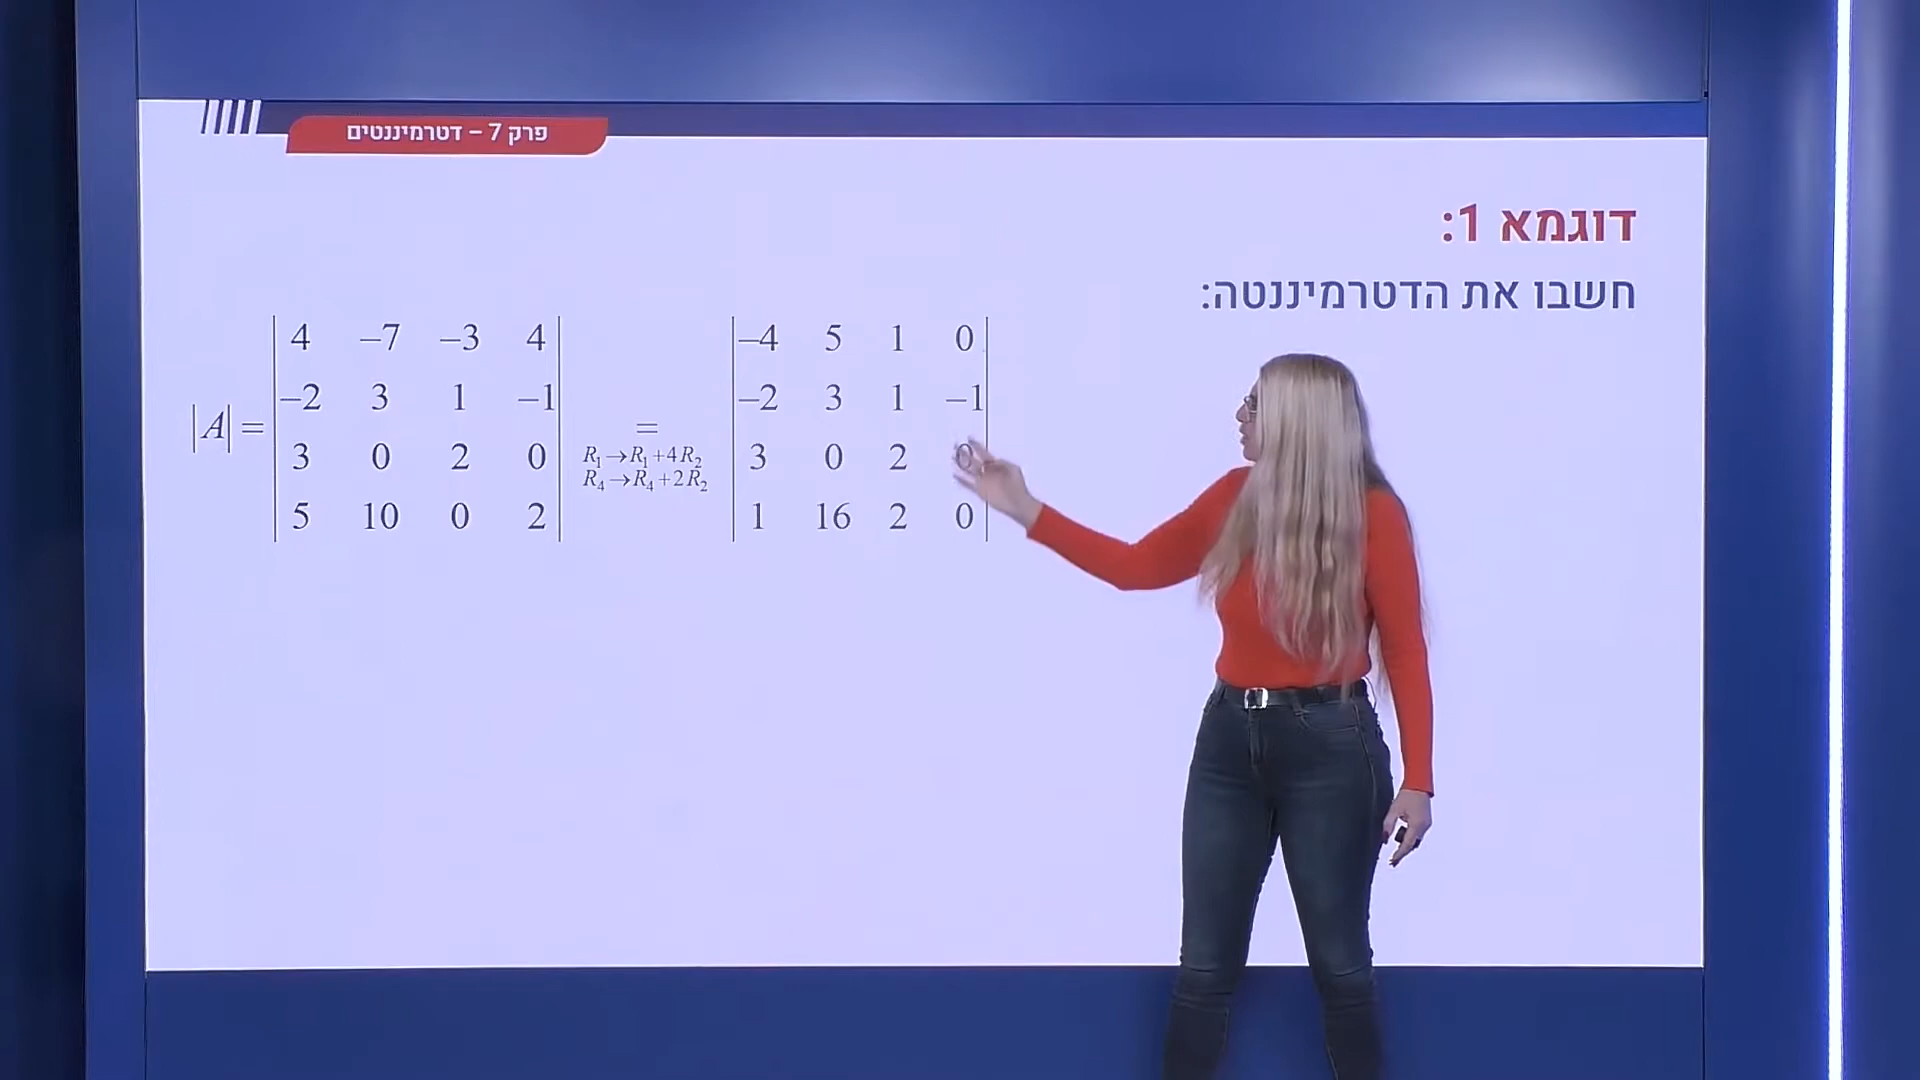 פרק 7 – דטרמיננטים
דוגמא 1:
חשבו את הדטרמיננטה:
4 –7 –3 4 –4 5 1 0
–2 3 1 –1 –2 3 1 –1
|A| = =
3 0 2 0 R₁→R₁+4R₂ 3 0 2 0
R₄→R₄+2R₂
5 10 0 2 1 16 2 0